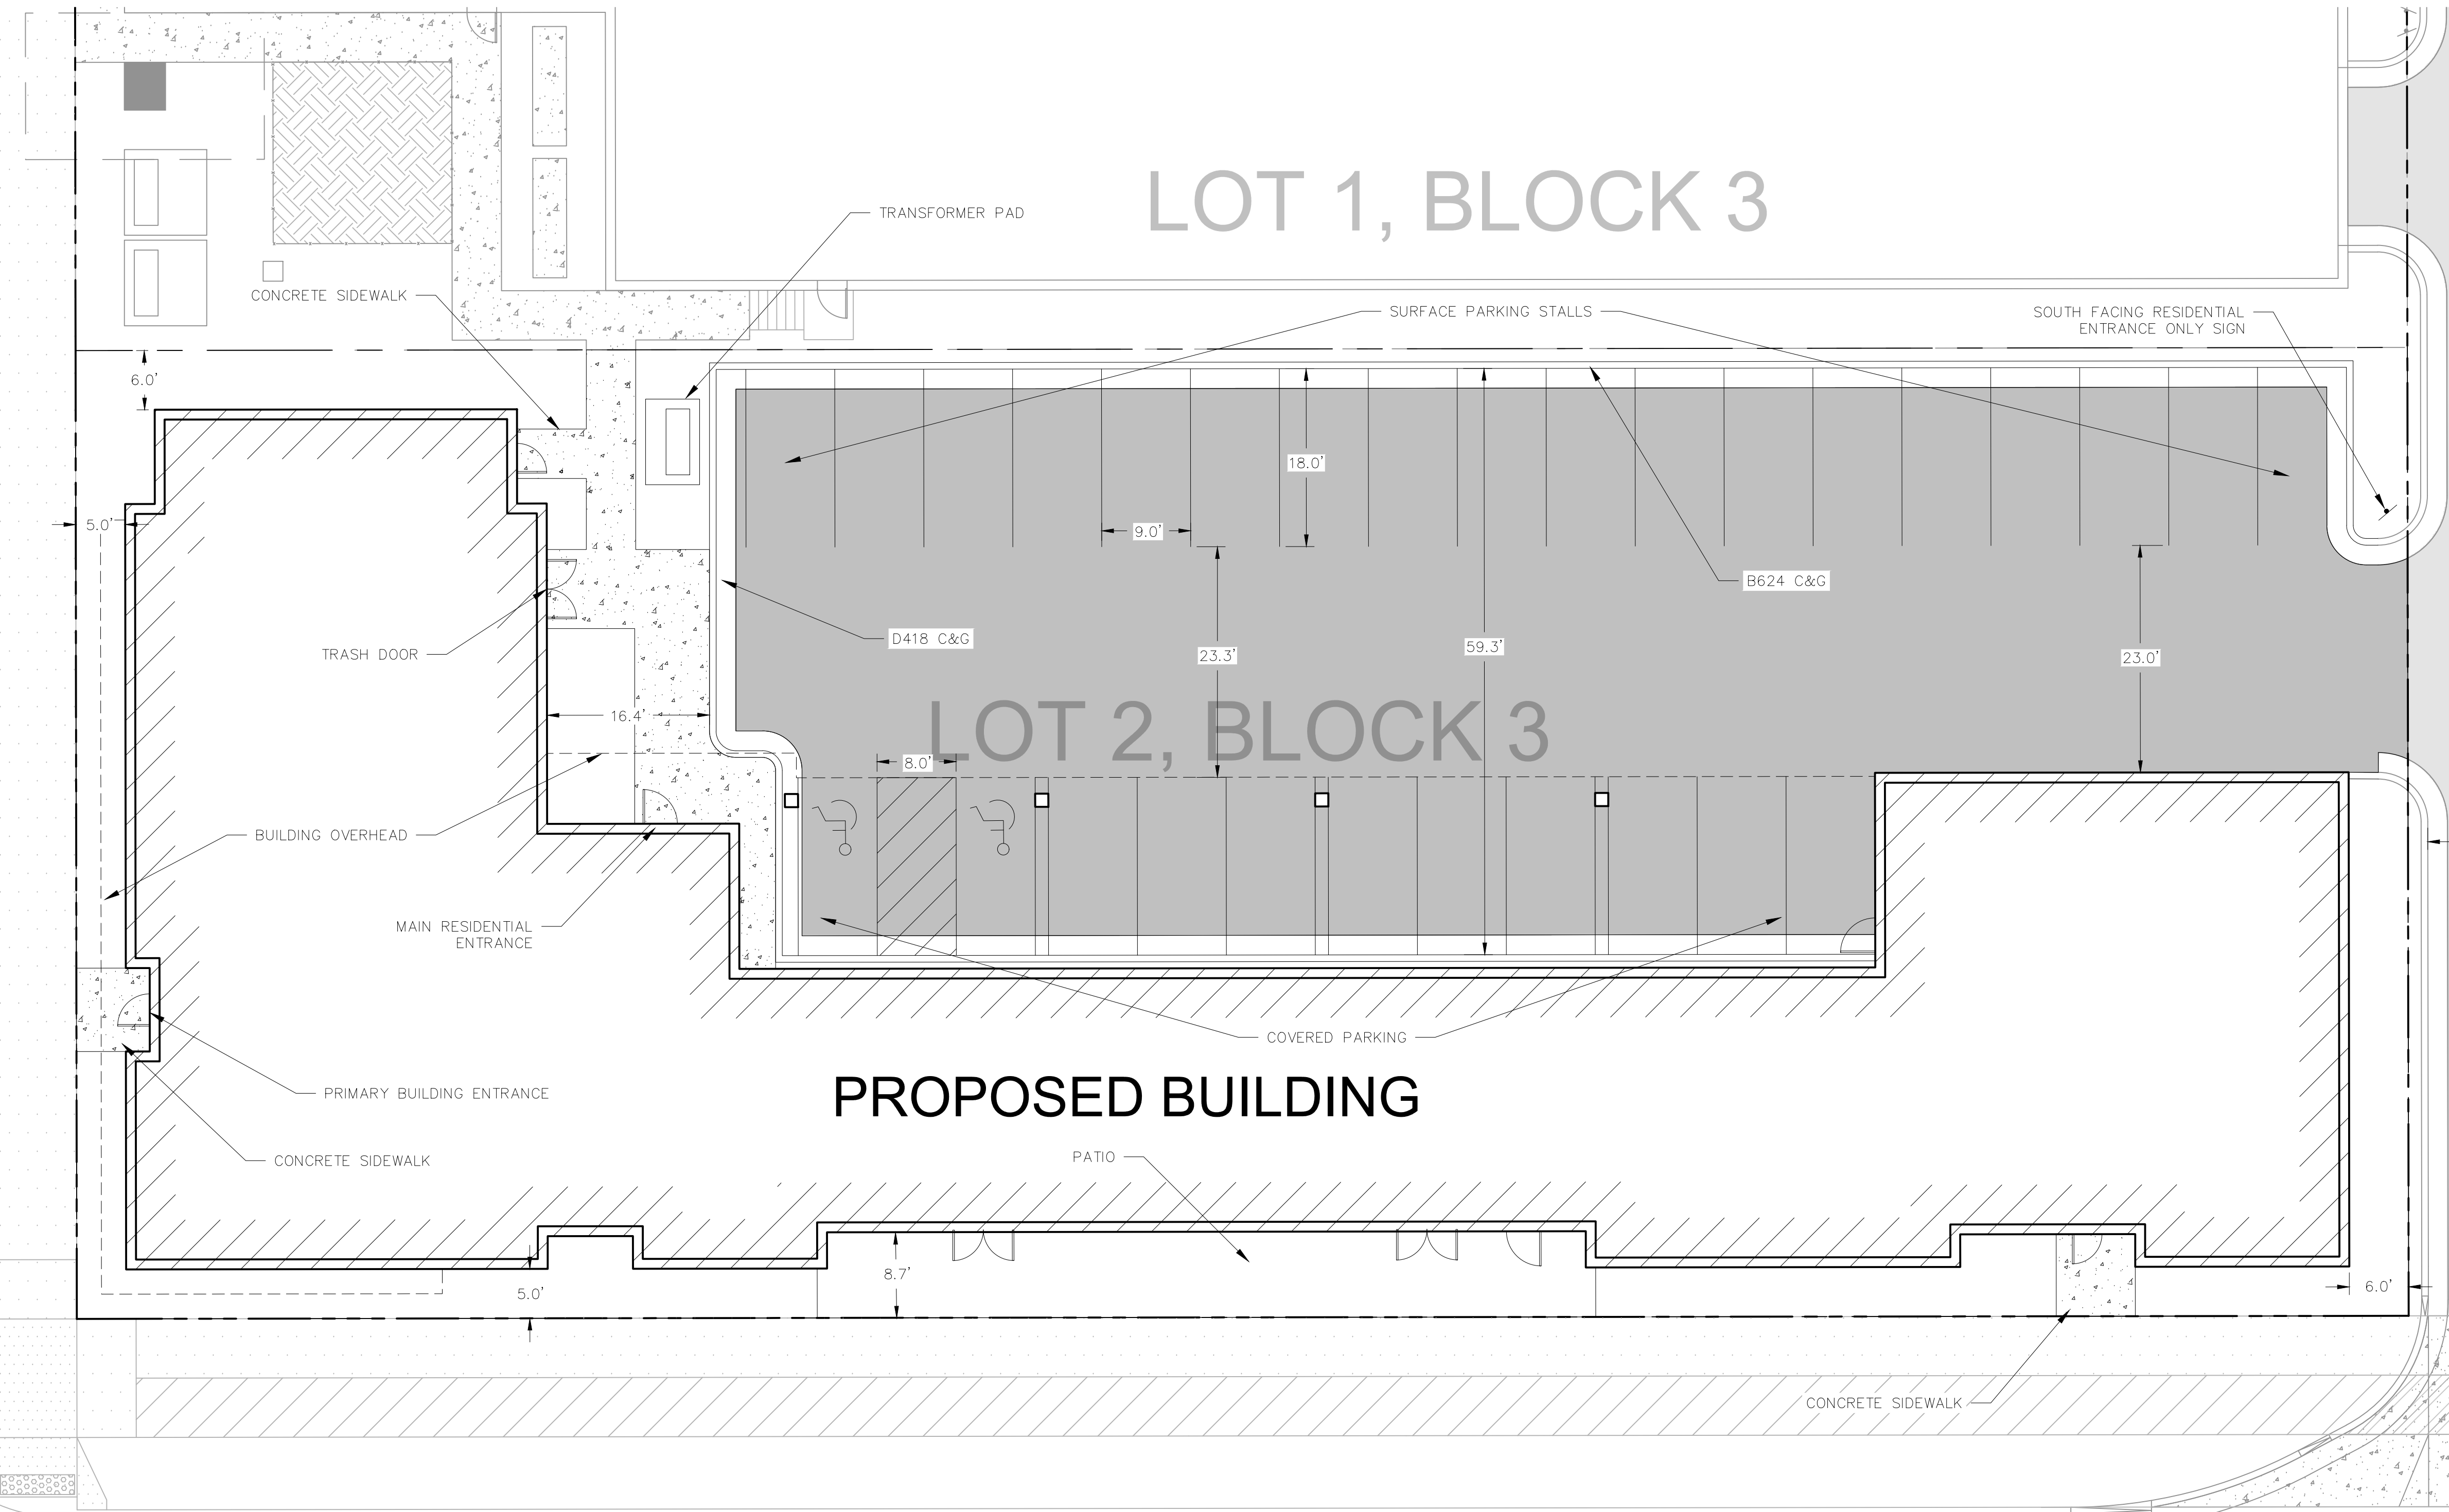 LOT 1, BLOCK 3
TRANSFORMER PAD
CONCRETE SIDEWALK
SURFACE PARKING STALLS
SOUTH FACING RESIDENTIAL
ENTRANCE ONLY SIGN
6.0'
18.0'
5.0'
9.0'
B624 C&G
D418 C&G
TRASH DOOR
23.3'
59.3'
23.0'
16.4'
LOT 2, BLOCK 3
8.0'
BUILDING OVERHEAD
MAIN RESIDENTIAL
ENTRANCE
COVERED PARKING
PRIMARY BUILDING ENTRANCE
PROPOSED BUILDING
CONCRETE SIDEWALK
PATIO
8.7'
5.0'
6.0'
CONCRETE SIDEWALK